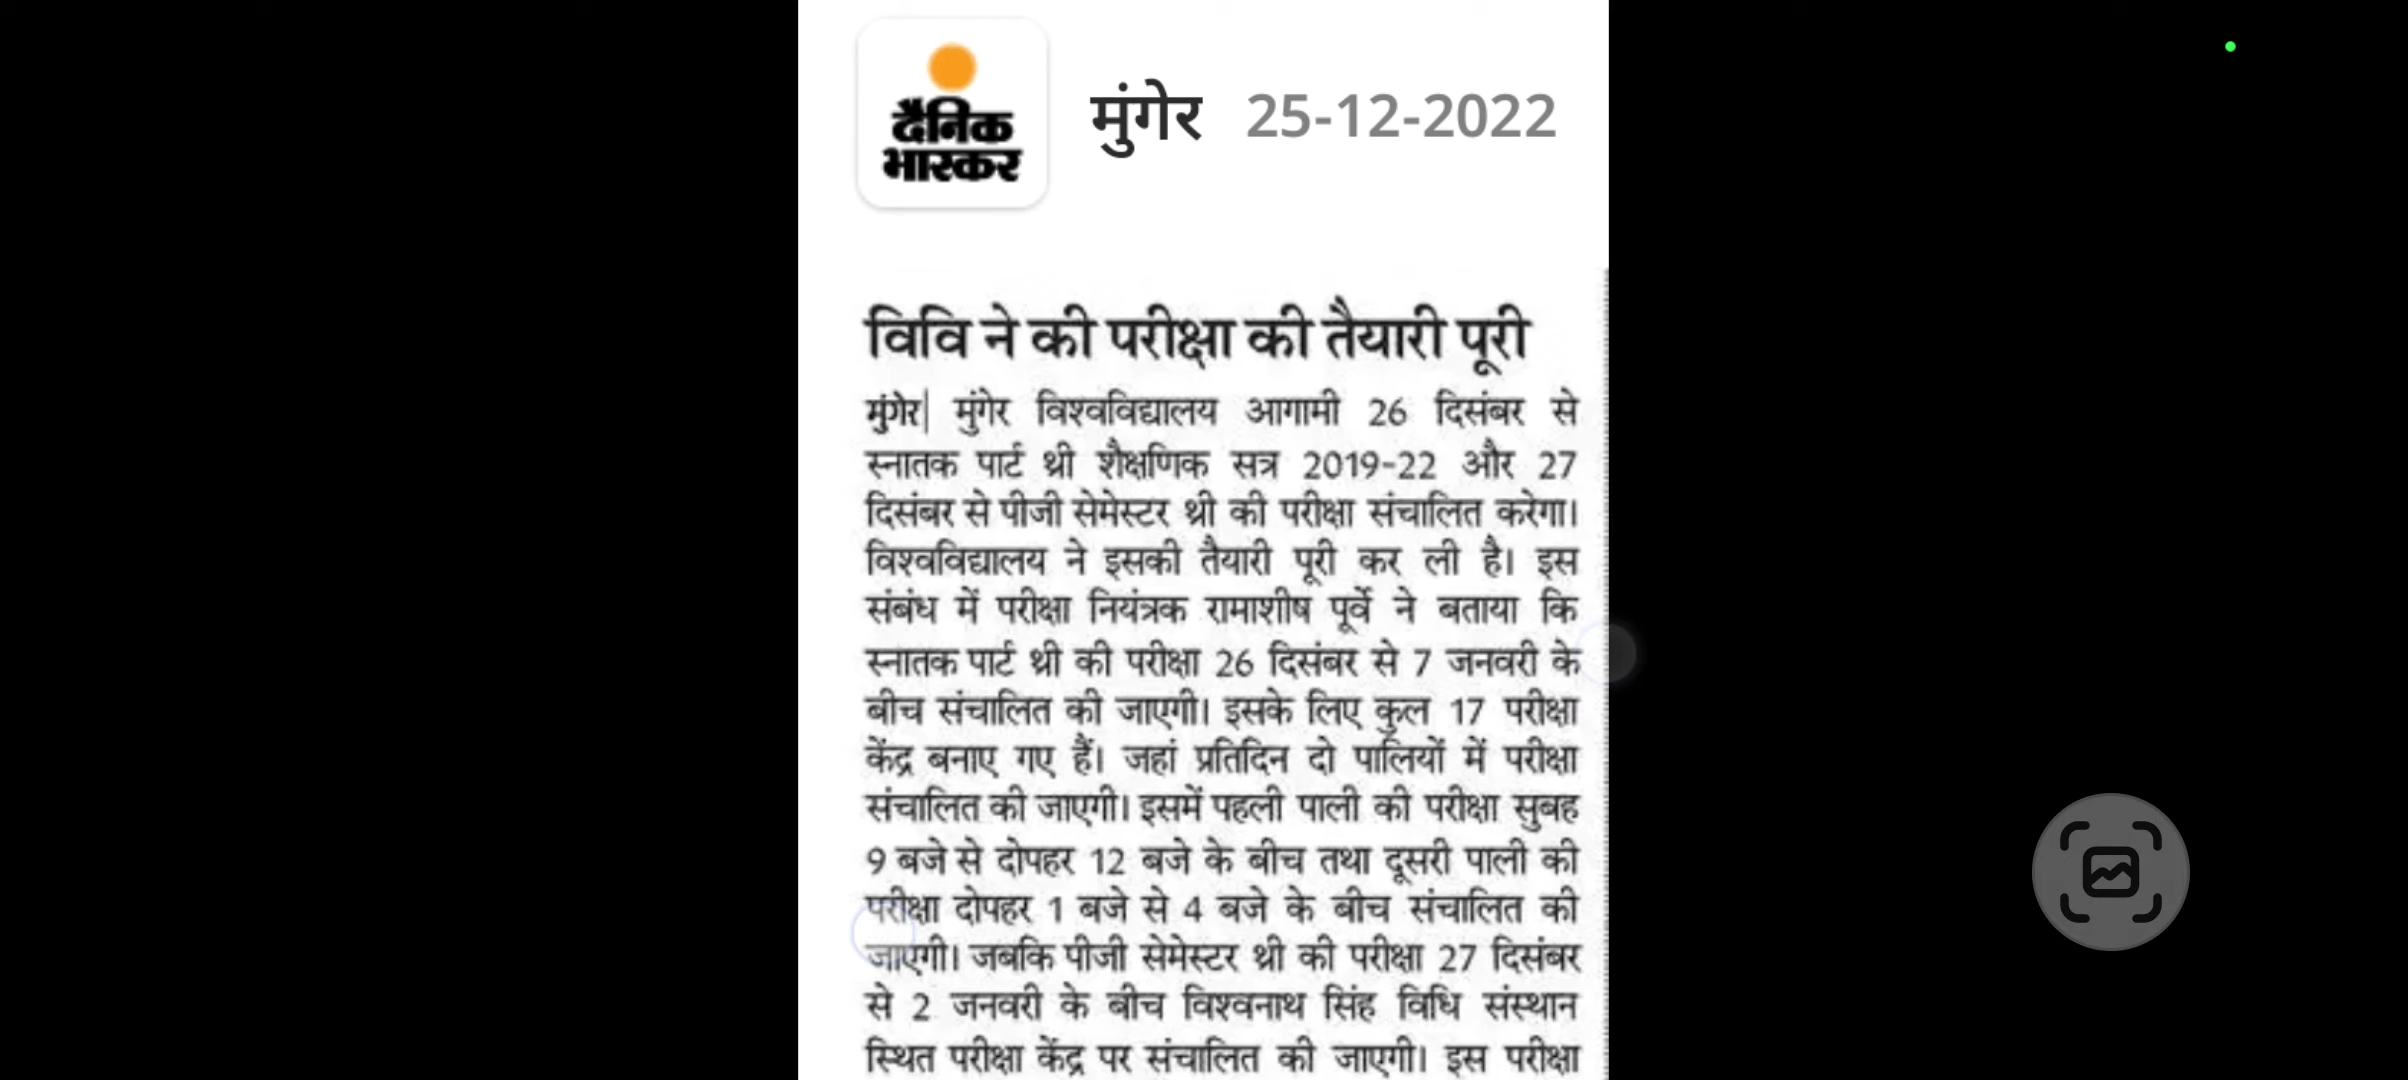 दैनिक
भास्कर
मुंगेर 25-12-2022
विवि ने की परीक्षा की तैयारी पूरी
मुंगेर| मुंगेर विश्वविद्यालय आगामी 26 दिसंबर से
स्नातक पार्ट थ्री शैक्षणिक सत्र 2019-22 और 27
दिसंबर से पीजी सेमेस्टर थ्री की परीक्षा संचालित करेगा।
विश्वविद्यालय ने इसकी तैयारी पूरी कर ली है। इस
संबंध में परीक्षा नियंत्रक रामाशीष पूर्वे ने बताया कि
स्नातक पार्ट थ्री की परीक्षा 26 दिसंबर से 7 जनवरी के
बीच संचालित की जाएगी। इसके लिए कुल 17 परीक्षा
केंद्र बनाए गए हैं। जहां प्रतिदिन दो पालियों में परीक्षा
संचालित की जाएगी। इसमें पहली पाली की परीक्षा सुबह
9 बजे से दोपहर 12 बजे के बीच तथा दूसरी पाली की
परीक्षा दोपहर 1 बजे से 4 बजे के बीच संचालित की
जाएगी। जबकि पीजी सेमेस्टर थ्री की परीक्षा 27 दिसंबर
से 2 जनवरी के बीच विश्वनाथ सिंह विधि संस्थान
स्थित परीक्षा केंद्र पर संचालित की जाएगी। इस परीक्षा